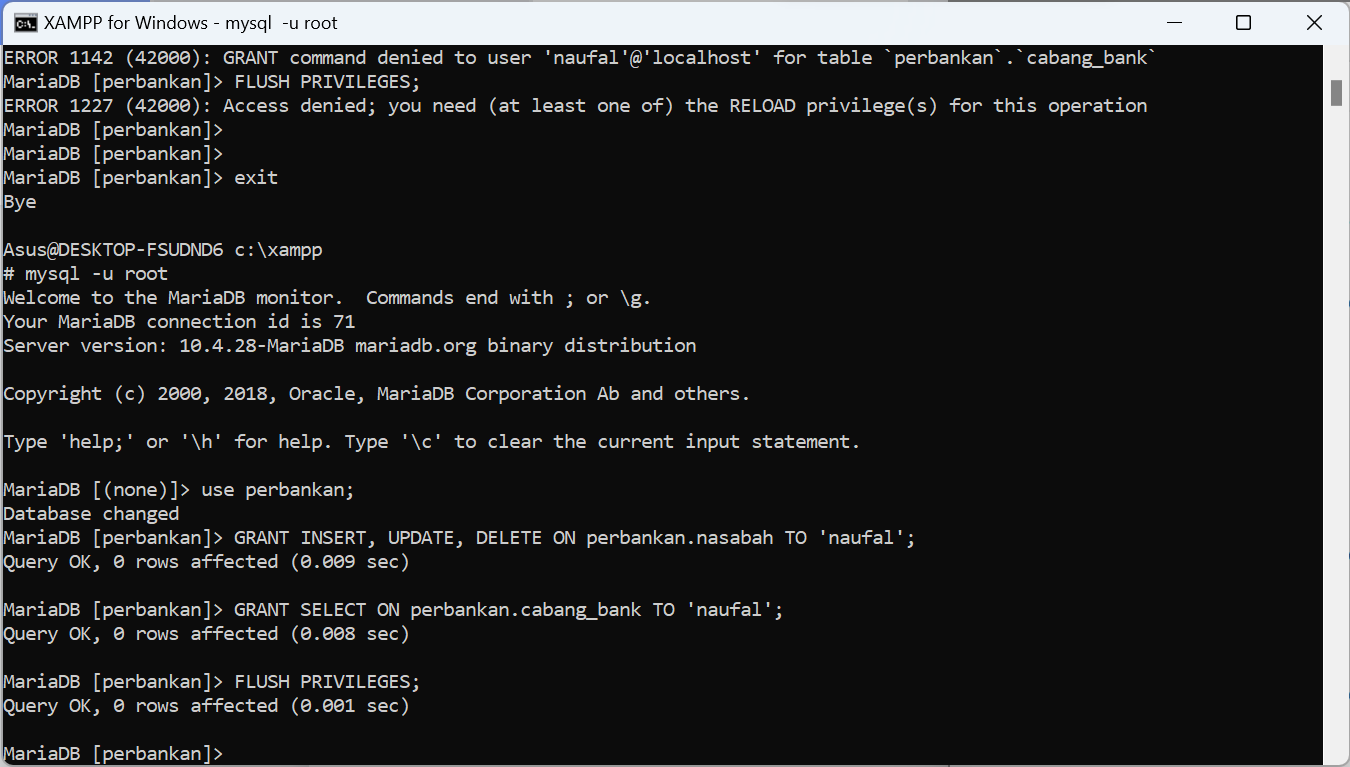 XAMPP for Windows - mysql  -u root
ERROR 1142 (42000): GRANT command denied to user 'naufal'@'localhost' for table `perbankan`.`cabang_bank`
MariaDB [perbankan]> FLUSH PRIVILEGES;
ERROR 1227 (42000): Access denied; you need (at least one of) the RELOAD privilege(s) for this operation
MariaDB [perbankan]>
MariaDB [perbankan]>
MariaDB [perbankan]> exit
Bye
Asus@DESKTOP-FSUDND6 c:\xampp
# mysql -u root
Welcome to the MariaDB monitor.  Commands end with ; or \g.
Your MariaDB connection id is 71
Server version: 10.4.28-MariaDB mariadb.org binary distribution
Copyright (c) 2000, 2018, Oracle, MariaDB Corporation Ab and others.
Type 'help;' or '\h' for help. Type '\c' to clear the current input statement.
MariaDB [(none)]> use perbankan;
Database changed
MariaDB [perbankan]> GRANT INSERT, UPDATE, DELETE ON perbankan.nasabah TO 'naufal';
Query OK, 0 rows affected (0.009 sec)
MariaDB [perbankan]> GRANT SELECT ON perbankan.cabang_bank TO 'naufal';
Query OK, 0 rows affected (0.008 sec)
MariaDB [perbankan]> FLUSH PRIVILEGES;
Query OK, 0 rows affected (0.001 sec)
MariaDB [perbankan]>